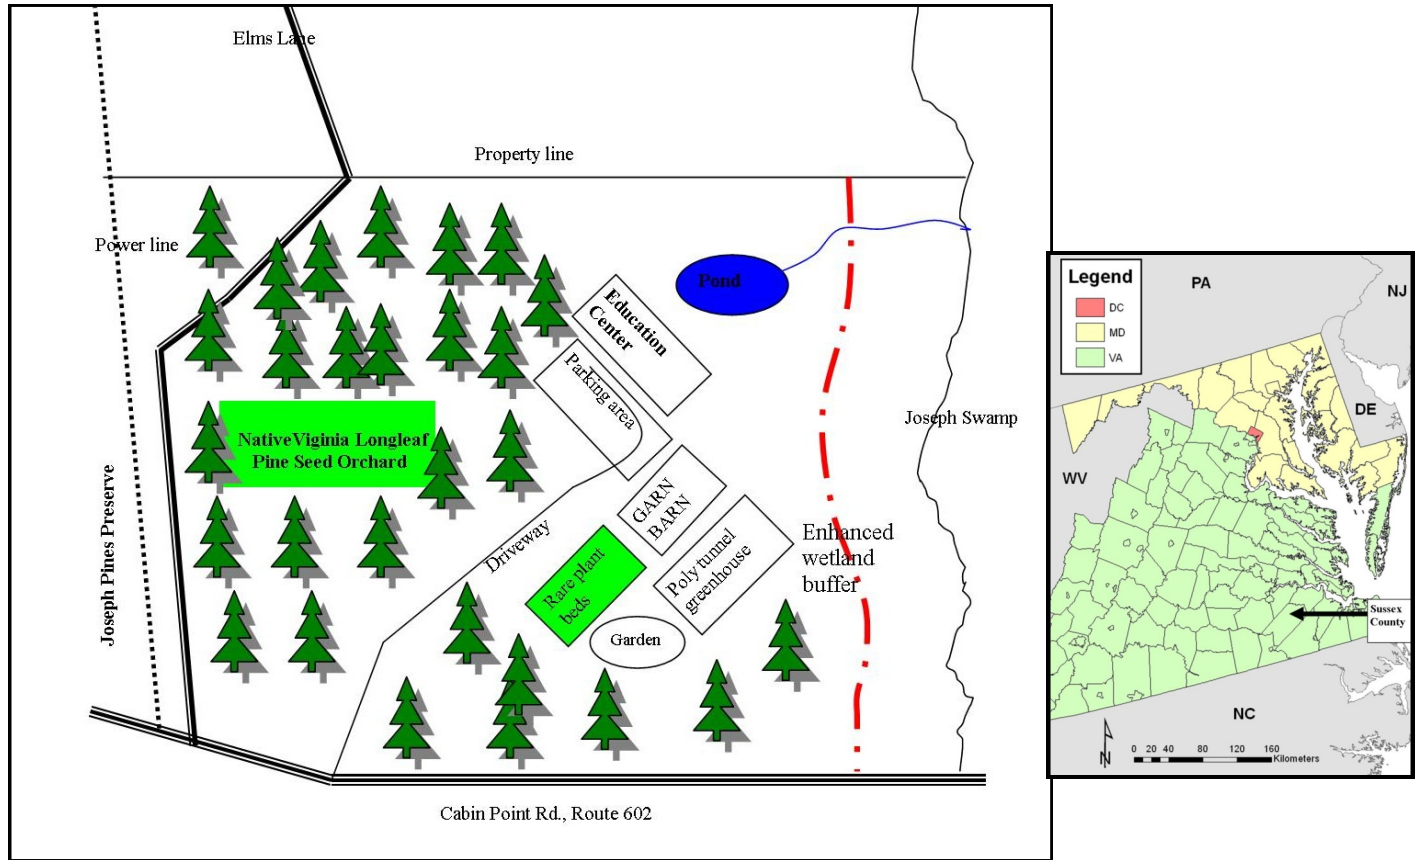 Elms Lane
Property line
Power line
Pond
Education
Center
Parking area
Joseph Swamp
NativeViginia Longleaf
Pine Seed Orchard
Joseph Pines Preserve
GARN
BARN
Driveway
Enhanced
wetland
buffer
Poly tunnel
greenhouse
Rare plant
beds
Garden
Cabin Point Rd., Route 602
Legend
DC
MD
VA
PA
NJ
DE
WV
Sussex
County
NC
N
0 20 40 80 120 160
Kilometers